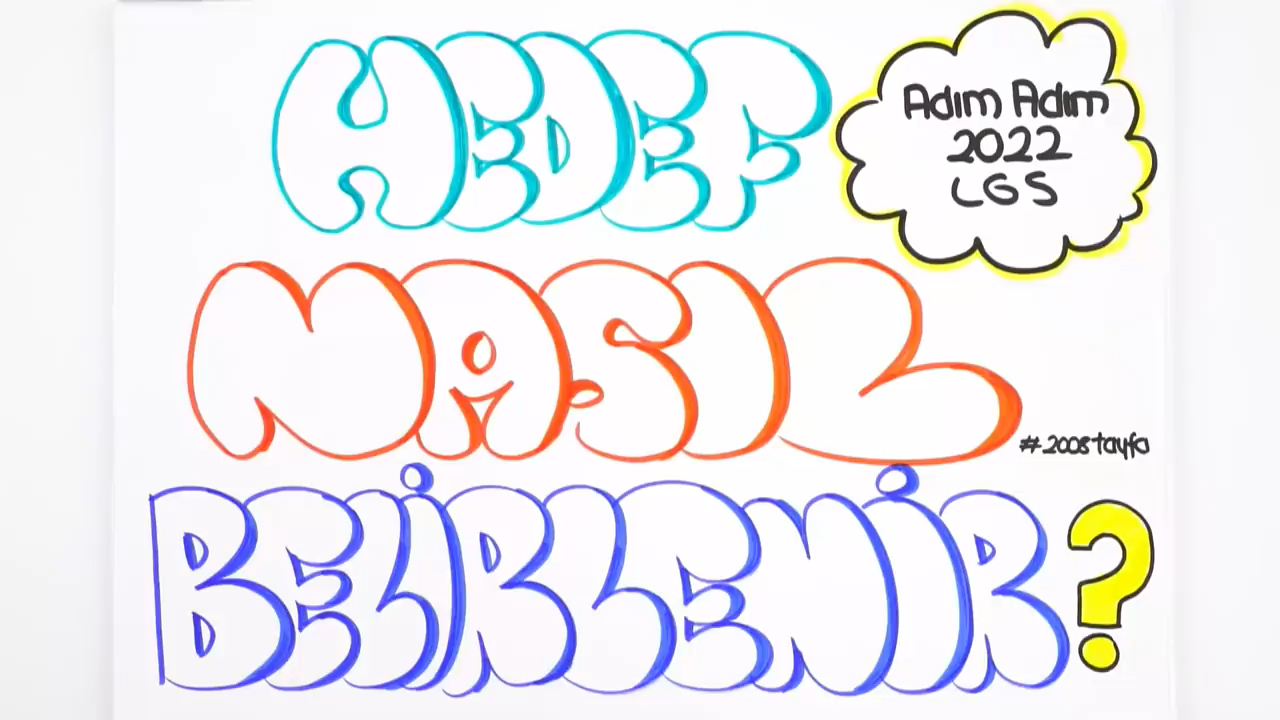 HEDEF
Adım Adım
2022
LGS
NASIL
#2008tayfa
BELİRLENİR?